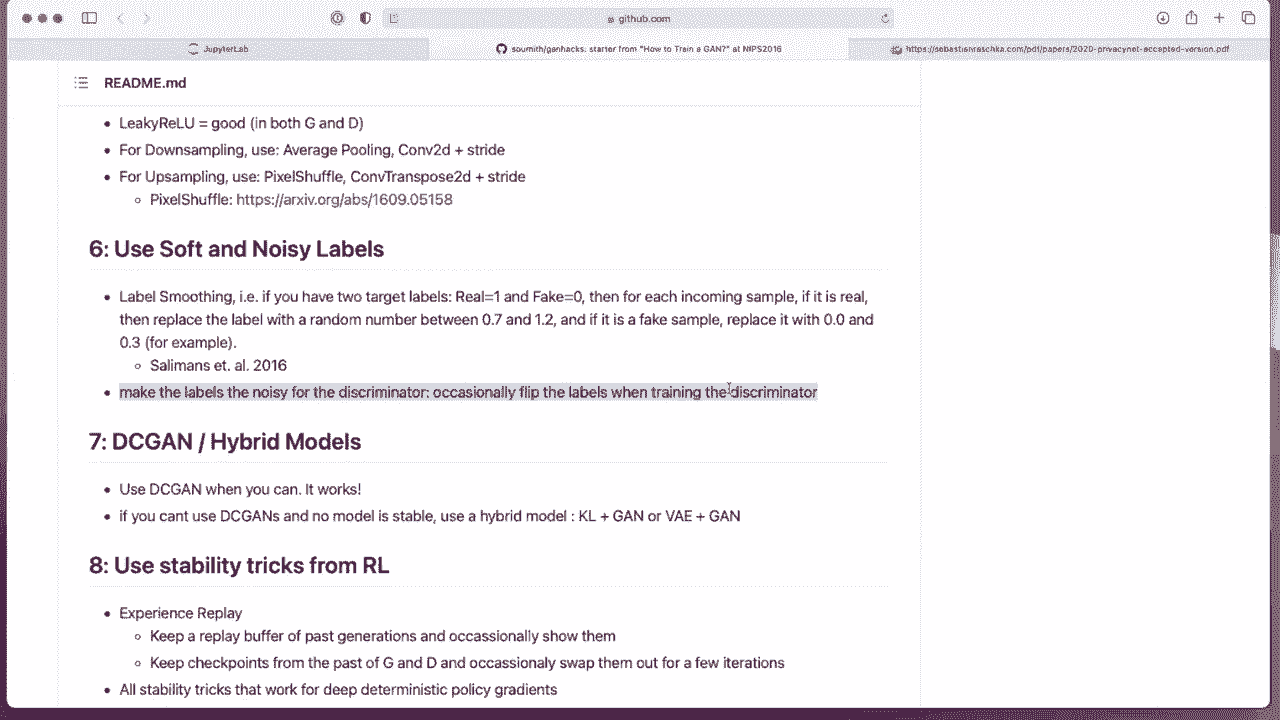 github.com
JupyterLab
soumith/ganhacks: starter from "How to Train a GAN?" at NIPS2016
https://sebastianraschka.com/pdf/papers/2020-privacynet-accepted-version.pdf
README.md
LeakyReLU = good (in both G and D)
For Downsampling, use: Average Pooling, Conv2d + stride
For Upsampling, use: PixelShuffle, ConvTranspose2d + stride
PixelShuffle: https://arxiv.org/abs/1609.05158
6: Use Soft and Noisy Labels
Label Smoothing, i.e. if you have two target labels: Real=1 and Fake=0, then for each incoming sample, if it is real,
then replace the label with a random number between 0.7 and 1.2, and if it is a fake sample, replace it with 0.0 and
0.3 (for example).
Salimans et. al. 2016
make the labels the noisy for the discriminator: occasionally flip the labels when training the discriminator
7: DCGAN / Hybrid Models
Use DCGAN when you can. It works!
if you cant use DCGANs and no model is stable, use a hybrid model : KL + GAN or VAE + GAN
8: Use stability tricks from RL
Experience Replay
Keep a replay buffer of past generations and occassionally show them
Keep checkpoints from the past of G and D and occassionaly swap them out for a few iterations
All stability tricks that work for deep deterministic policy gradients